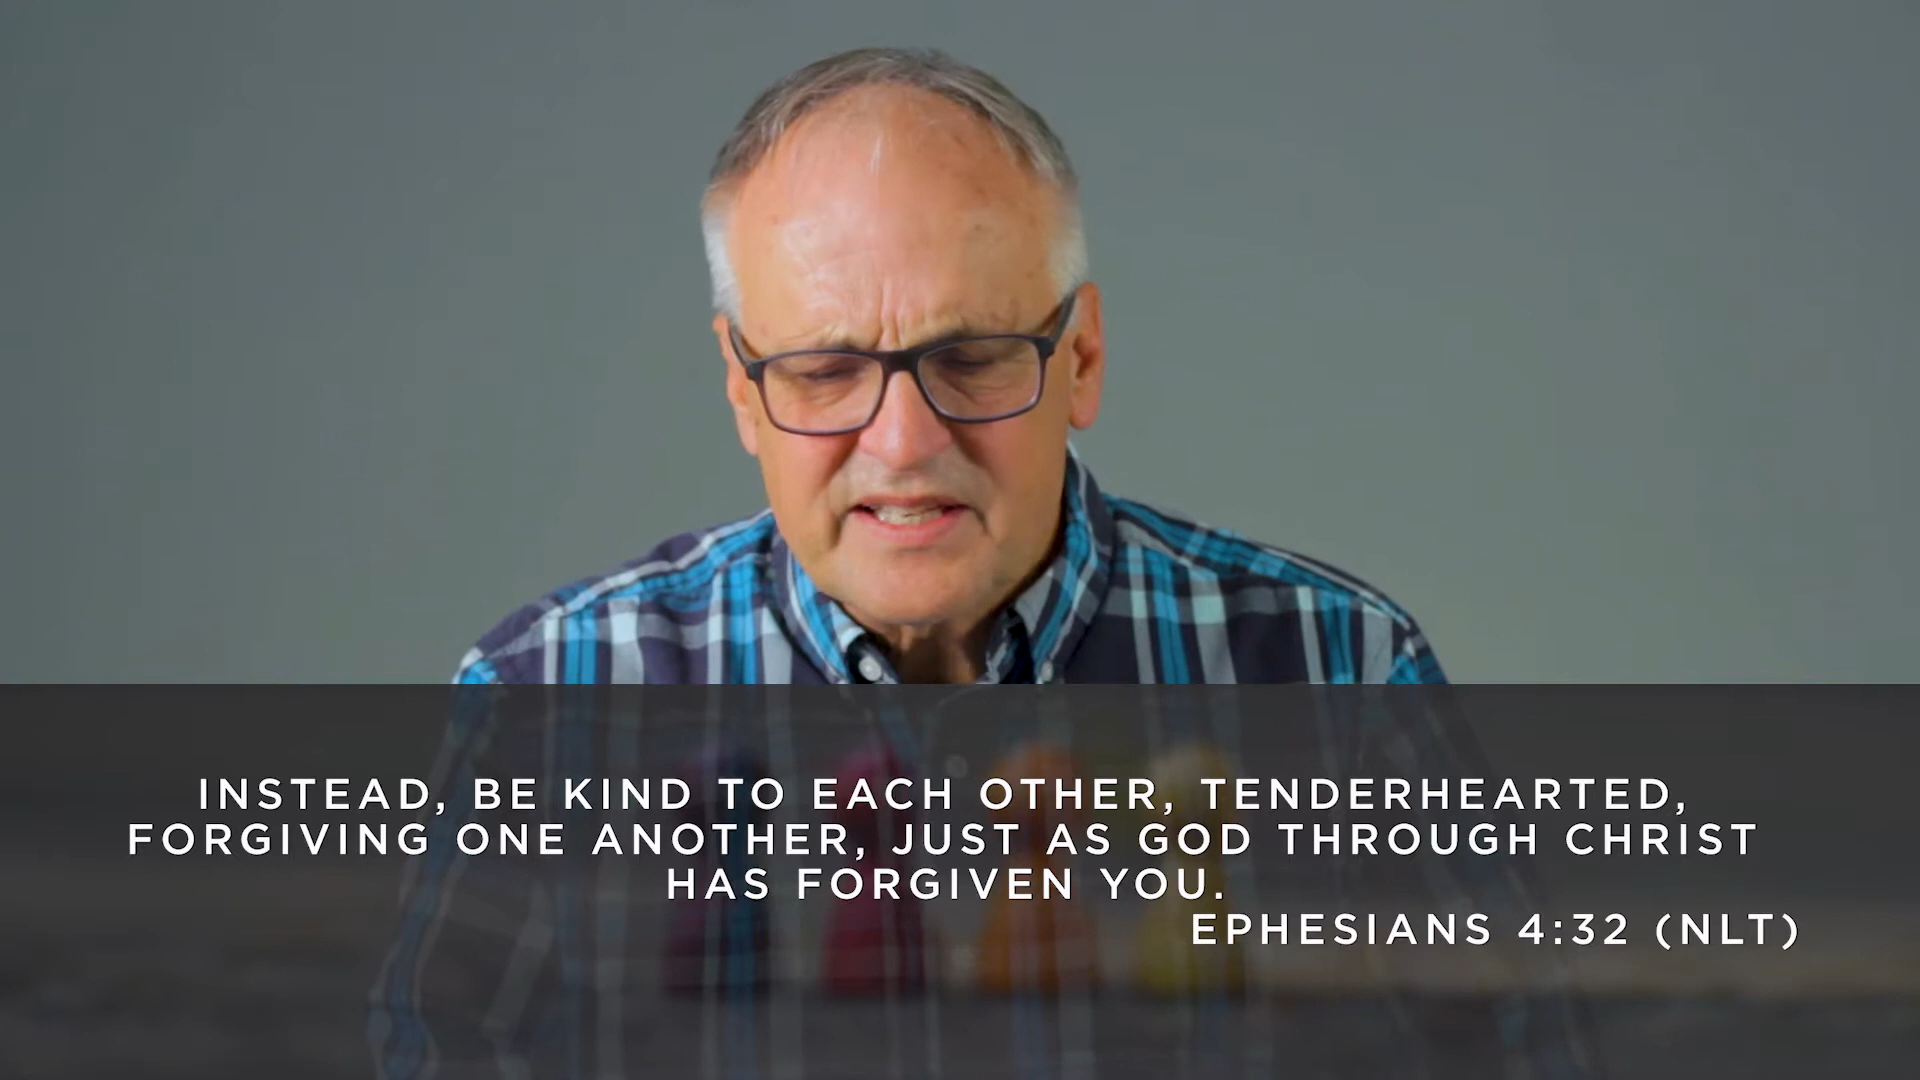 INSTEAD, BE KIND TO EACH OTHER, TENDERHEARTED,
FORGIVING ONE ANOTHER, JUST AS GOD THROUGH CHRIST
HAS FORGIVEN YOU.
EPHESIANS 4:32 (NLT)